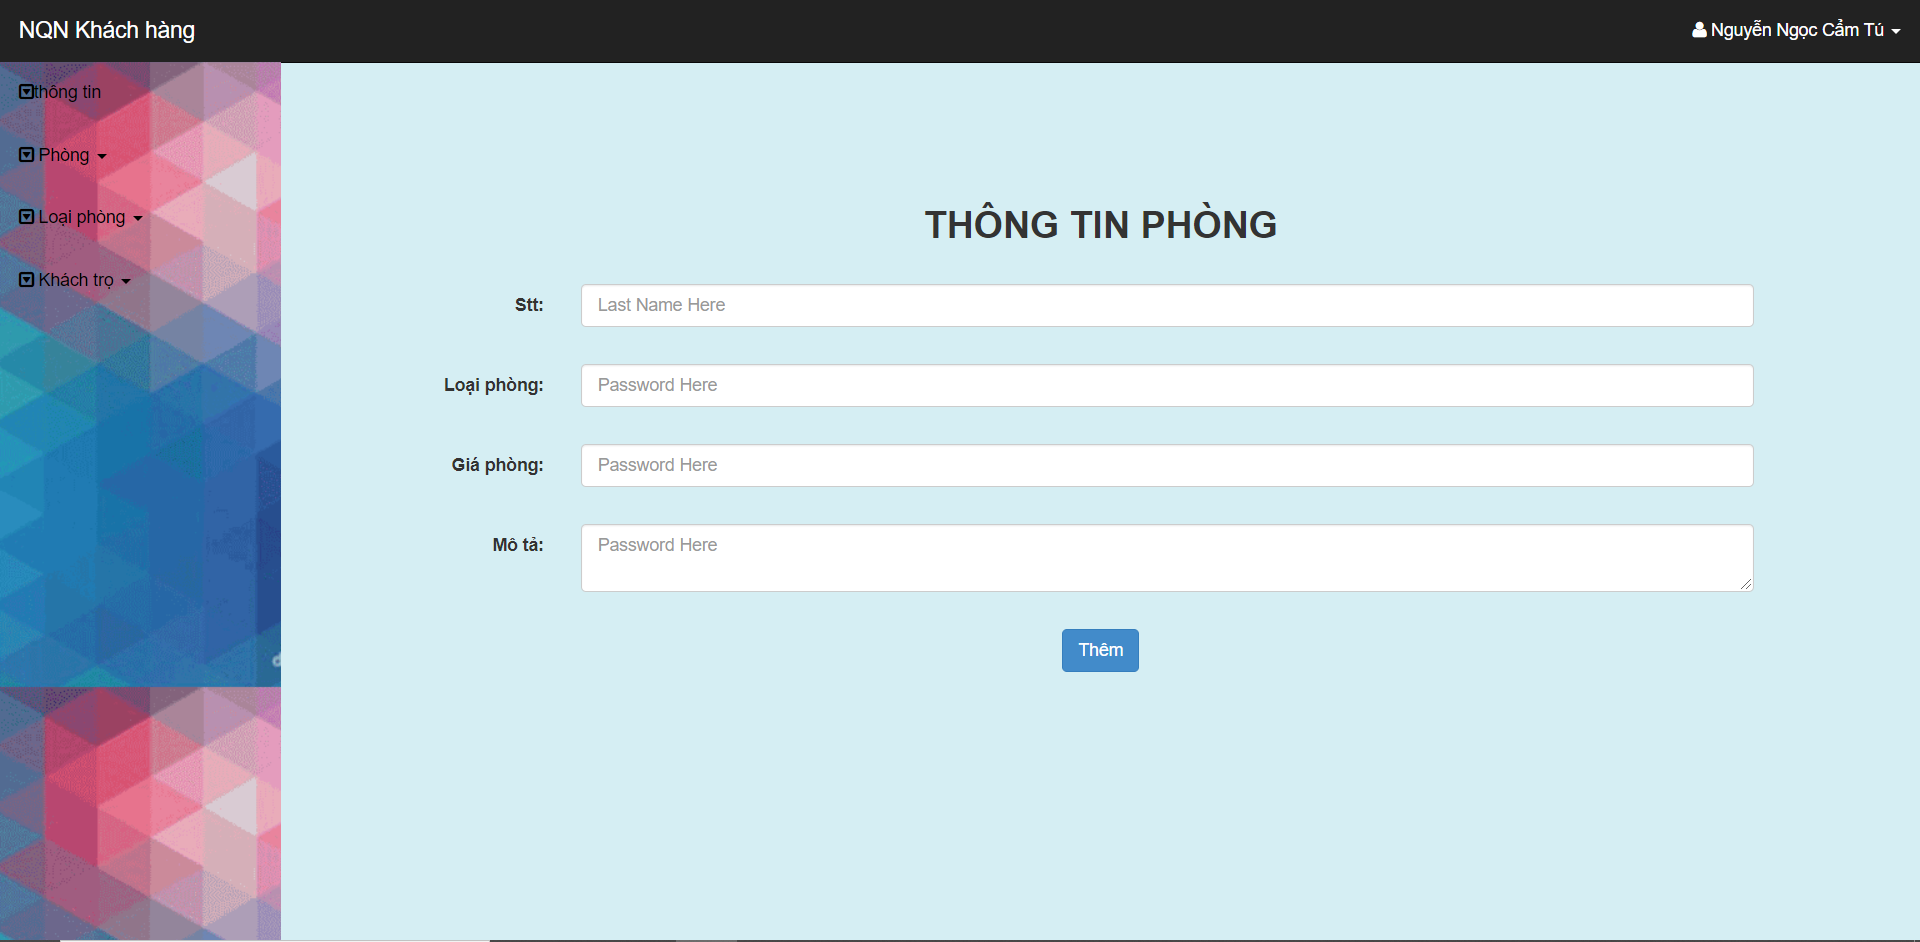 NQN Khách hàng
Nguyễn Ngọc Cẩm Tú
thông tin
Phòng
Loại phòng
Khách trọ
THÔNG TIN PHÒNG
Stt:
Last Name Here
Loại phòng:
Password Here
Giá phòng:
Password Here
Mô tả:
Password Here
Thêm